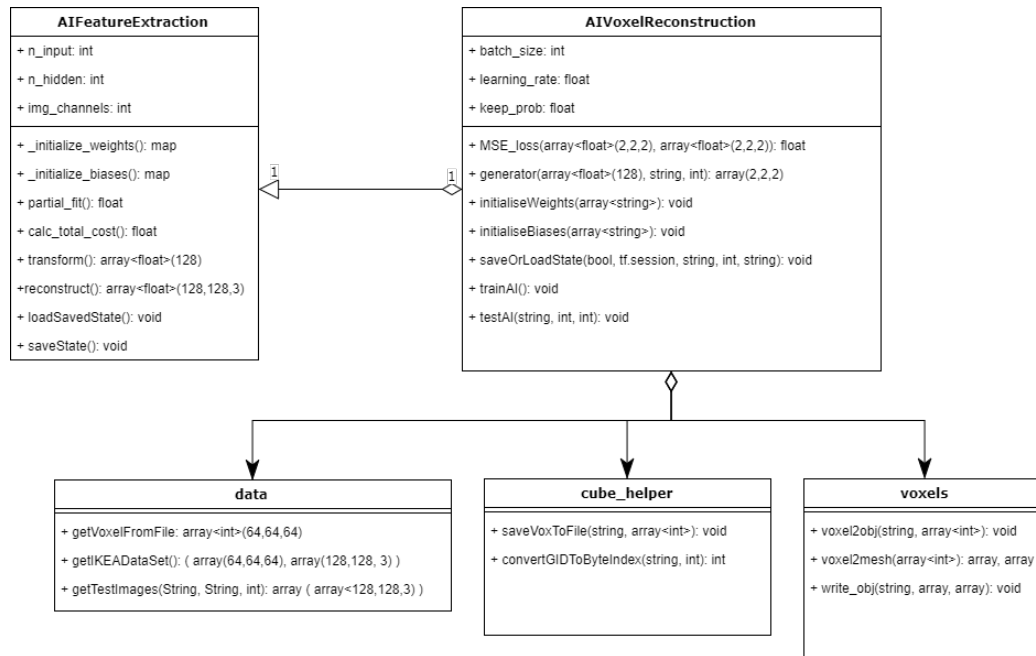 AIFeatureExtraction
+ n_input: int
+ n_hidden: int
+ img_channels: int
+ _initialize_weights(): map
+ _initialize_biases(): map
+ partial_fit(): float
+ calc_total_cost(): float
+ transform(): array<float>(128)
+reconstruct(): array<float>(128,128,3)
+ loadSavedState(): void
+ saveState(): void
1
1
AIVoxelReconstruction
+ batch_size: int
+ learning_rate: float
+ keep_prob: float
+ MSE_loss(array<float>(2,2,2), array<float>(2,2,2)): float
+ generator(array<float>(128), string, int): array(2,2,2)
+ initialiseWeights(array<string>): void
+ initialiseBiases(array<string>): void
+ saveOrLoadState(bool, tf.session, string, int, string): void
+ trainAI(): void
+ testAI(string, int, int): void
data
+ getVoxelFromFile: array<int>(64,64,64)
+ getIKEADataSet(): ( array(64,64,64), array(128,128, 3) )
+ getTestImages(String, String, int): array ( array<128,128,3) )
cube_helper
+ saveVoxToFile(string, array<int>): void
+ convertGIDToByteIndex(string, int): int
voxels
+ voxel2obj(string, array<int>): void
+ voxel2mesh(array<int>): array, array
+ write_obj(string, array, array): void